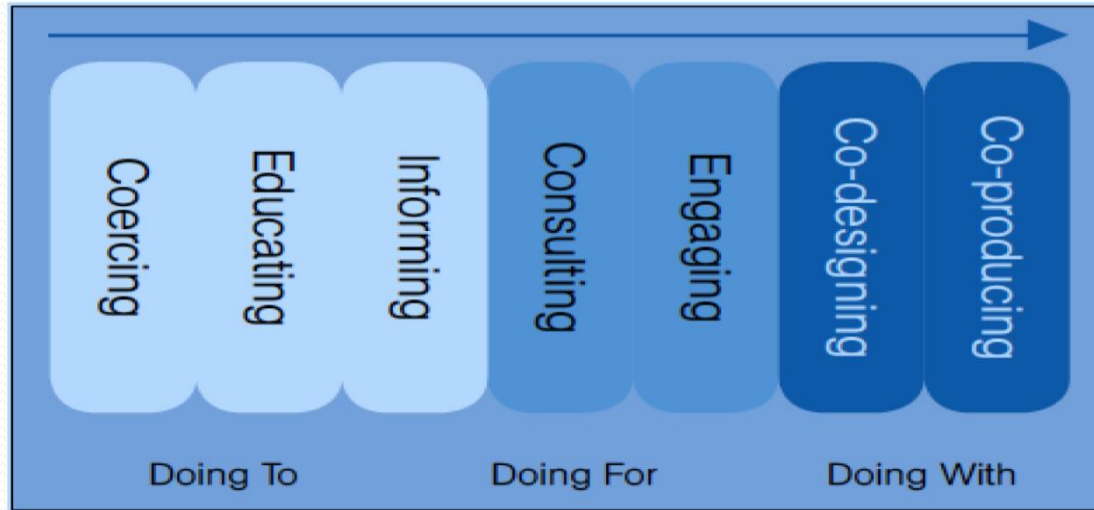 Coercing
Educating
Informing
Consulting
Engaging
Co-designing
Co-producing
Doing To
Doing For
Doing With